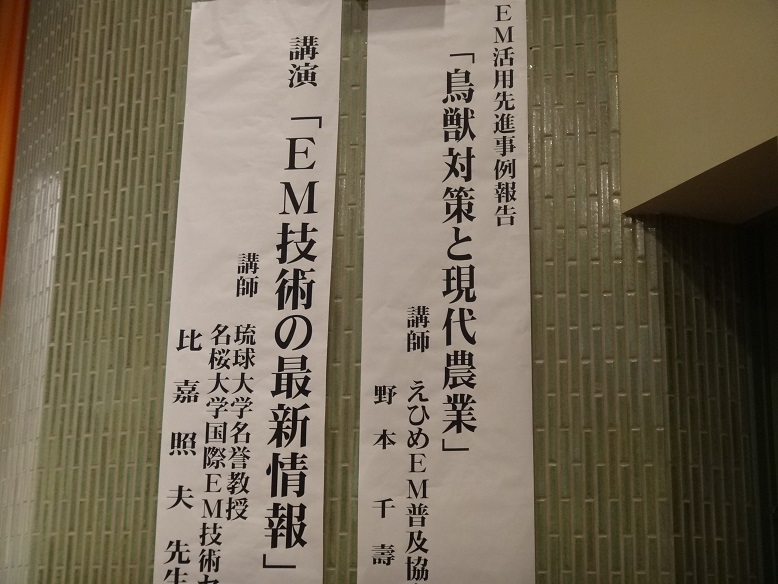 EM活用先進事例報告
「鳥獣対策と現代農業」
講師 えひめEM普及協
野本千壽
講演「EM技術の最新情報」
講師 琉球大学名誉教授
名桜大学国際EM技術セ
比嘉照夫先生